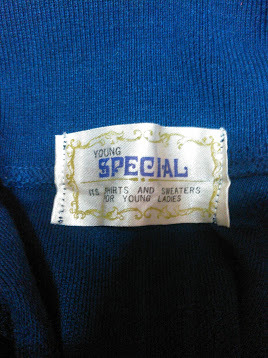 YOUNG
SPECIAL
ITS SHIRTS AND SWEATERS
FOR YOUNG LADIES